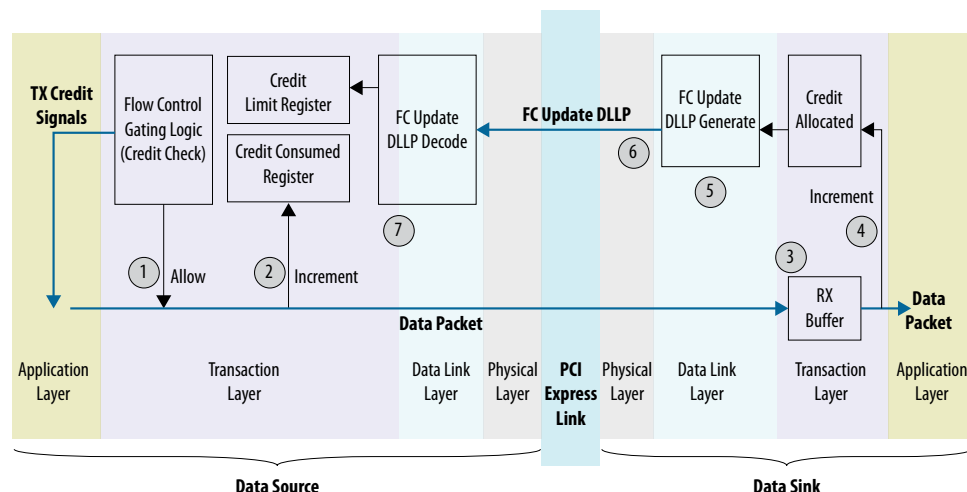 TX Credit
Signals
Flow Control
Gating Logic
(Credit Check)
Credit
Limit Register
Credit Consumed
Register
FC Update
DLLP Decode
FC Update DLLP
FC Update
DLLP Generate
Credit
Allocated
6
5
7
Increment
4
3
1
Allow
2
Increment
RX
Buffer
Data
Packet
Data Packet
Application
Layer
Transaction
Layer
Data Link
Layer
Physical
Layer
PCI
Express
Link
Physical
Layer
Data Link
Layer
Transaction
Layer
Application
Layer
Data Source
Data Sink